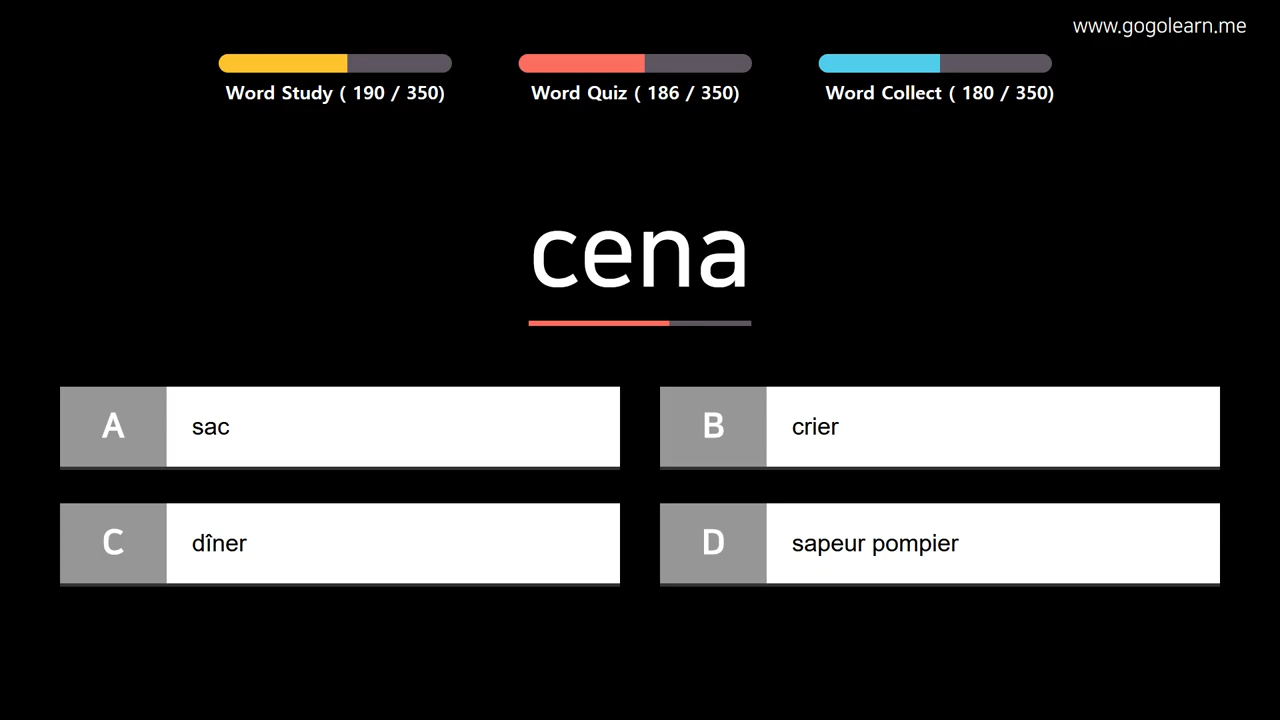 www.gogolearn.me
Word Study ( 190 / 350)
Word Quiz ( 186 / 350)
Word Collect ( 180 / 350)
cena
A sac
B crier
C dîner
D sapeur pompier